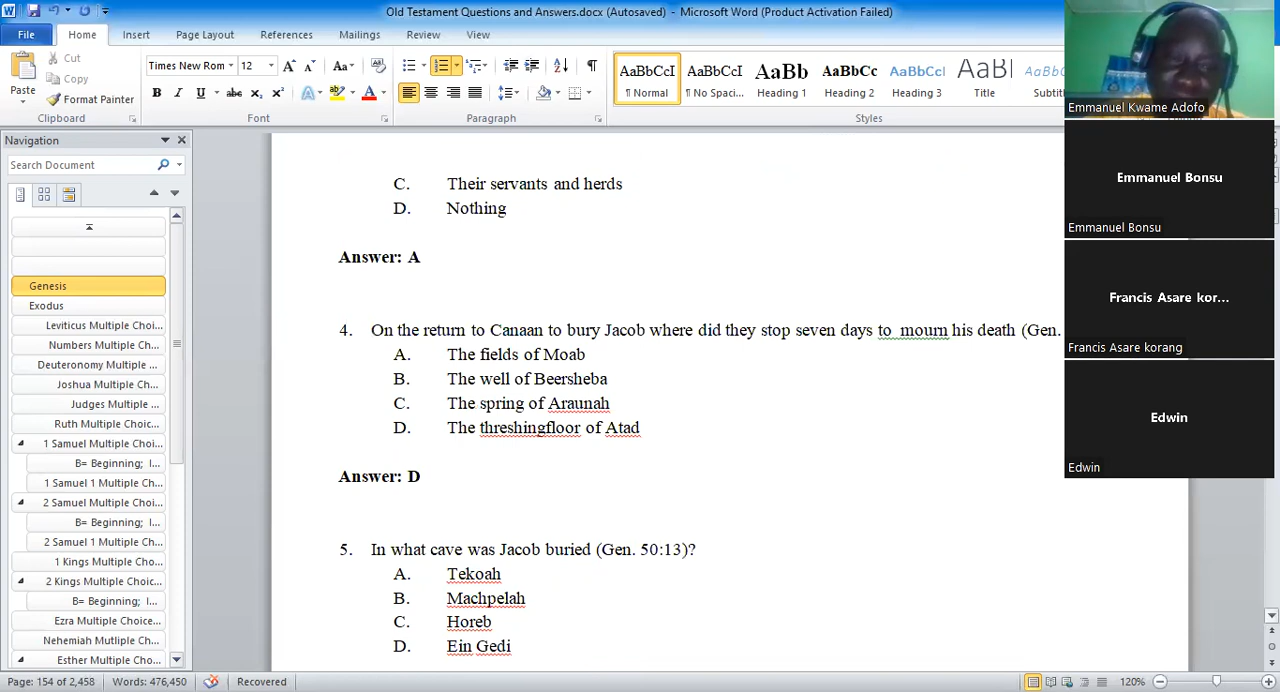 Old Testament Questions and Answers.docx (Autosaved) - Microsoft Word (Product Activation Failed)
File Home Insert Page Layout References Mailings Review View
Paste
Cut
Copy
Format Painter
Clipboard
Times New Rom 12
Font
Paragraph
AaBbCcI AaBbCcI AaBb AaBbCc AaBbCcI AaBl AaBbCcl
¶ Normal ¶ No Spaci... Heading 1 Heading 2 Heading 3 Title Subtitl
Styles
Navigation
Search Document
Genesis
Exodus
Leviticus Multiple Choi...
Numbers Multiple Ch...
Deuteronomy Multiple...
Joshua Multiple Ch...
Judges Multiple ...
Ruth Multiple Choic...
1 Samuel Multiple Choi...
B= Beginning; I...
1 Samuel 1 Multiple Ch...
2 Samuel Multiple Choi...
B= Beginning; I...
2 Samuel 1 Multiple Ch...
1 Kings Multiple Choi...
2 Kings Multiple Choic...
B= Beginning; I...
Ezra Multiple Choice...
Nehemiah Mutliple Ch...
Esther Multiple Cho...
C. Their servants and herds
D. Nothing
Answer: A
4. On the return to Canaan to bury Jacob where did they stop seven days to mourn his death (Gen.
A. The fields of Moab
B. The well of Beersheba
C. The spring of Araunah
D. The threshingfloor of Atad
Answer: D
5. In what cave was Jacob buried (Gen. 50:13)?
A. Tekoah
B. Machpelah
C. Horeb
D. Ein Gedi
Emmanuel Kwame Adofo
Emmanuel Bonsu
Emmanuel Bonsu
Francis Asare kor...
Francis Asare korang
Edwin
Edwin
Page: 154 of 2,458 Words: 476,450 Recovered 120%